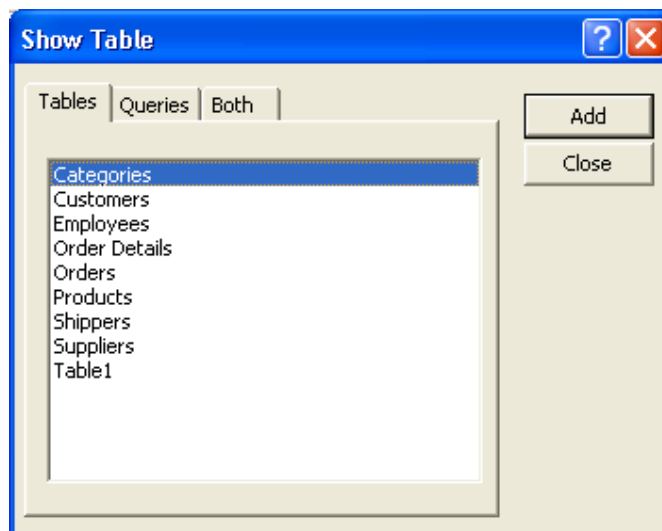 Show Table
Tables Queries Both
Add
Close
Categories
Customers
Employees
Order Details
Orders
Products
Shippers
Suppliers
Table1